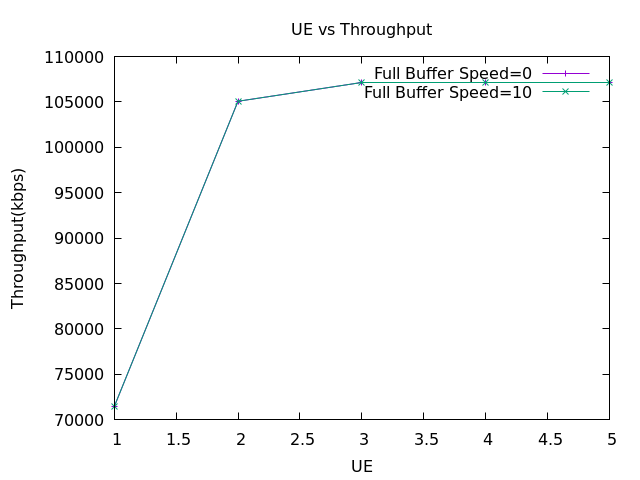 UE vs Throughput
110000
105000
100000
95000
90000
85000
80000
75000
70000
Throughput(kbps)
Full Buffer Speed=0
Full Buffer Speed=10
1 1.5 2 2.5 3 3.5 4 4.5 5
UE